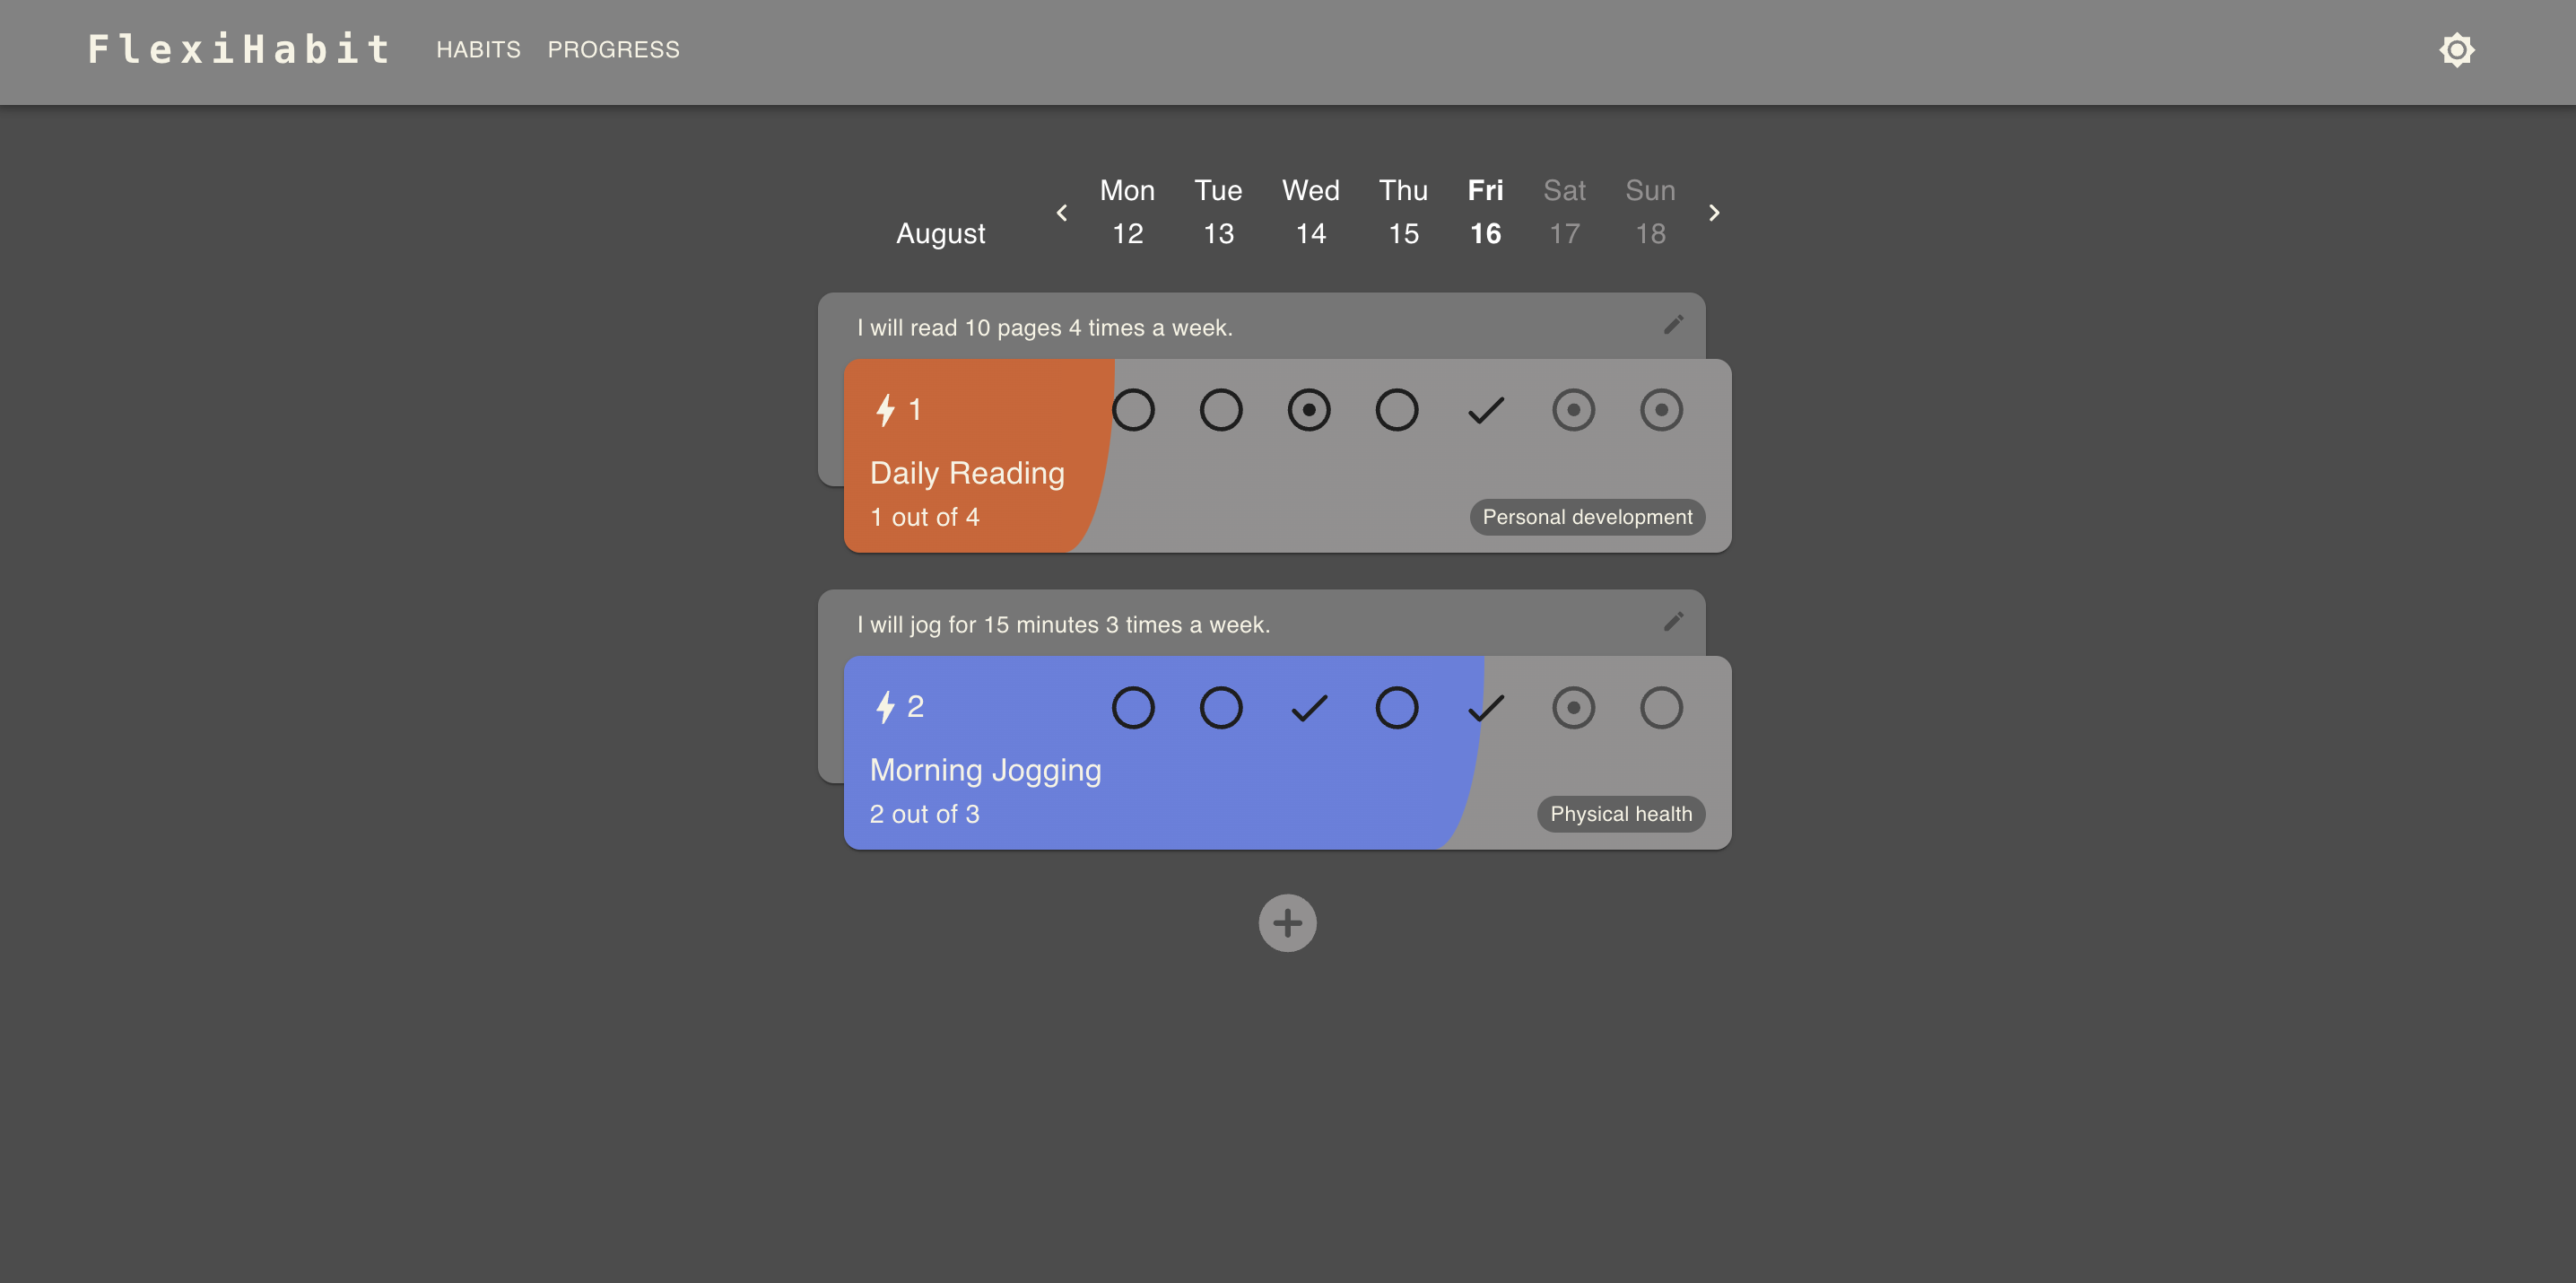 FlexiHabit HABITS PROGRESS
Mon Tue Wed Thu Fri Sat Sun
August 12 13 14 15 16 17 18
I will read 10 pages 4 times a week.
1
Daily Reading
1 out of 4
Personal development
I will jog for 15 minutes 3 times a week.
2
Morning Jogging
2 out of 3
Physical health